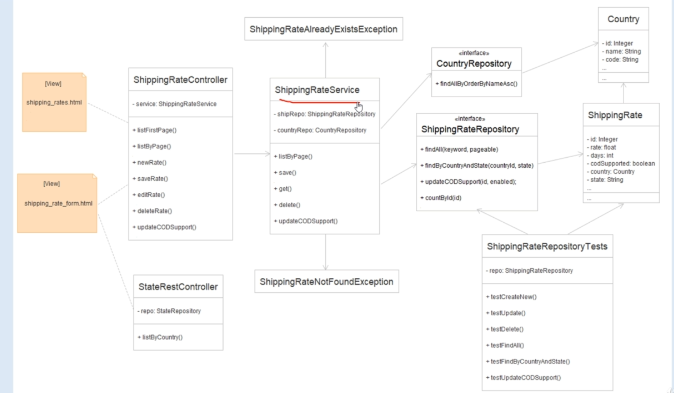 ShippingRateAlreadyExistsException
Country
- id: Integer
- name: String
- code: String
...
«interface»
CountryRepository
+ findAllByOrderByNameAsc()
[View]
shipping_rates.html
ShippingRateController
- service: ShippingRateService
+ listFirstPage()
+ listByPage()
+ newRate()
+ saveRate()
+ editRate()
+ deleteRate()
+ updateCODSupport()
ShippingRateService
- shipRepo: ShippingRateRepository
- countryRepo: CountryRepository
+ listByPage()
+ save()
+ get()
+ delete()
+ updateCODSupport()
«interface»
ShippingRateRepository
+ findAll(keyword, pageable)
+ findByCountryAndState(countryId, state)
+ updateCODSupport(id, enabled);
+ countById(id)
ShippingRate
- id: Integer
- rate: float
- days: int
- codSupported: boolean
- country: Country
- state: String
...
...
[View]
shipping_rate_form.html
StateRestController
- repo: StateRepository
+ listByCountry()
ShippingRateNotFoundException
ShippingRateRepositoryTests
- repo: ShippingRateRepository
+ testCreateNew()
+ testUpdate()
+ testDelete()
+ testFindAll()
+ testFindByCountryAndState()
+ testUpdateCODSupport()